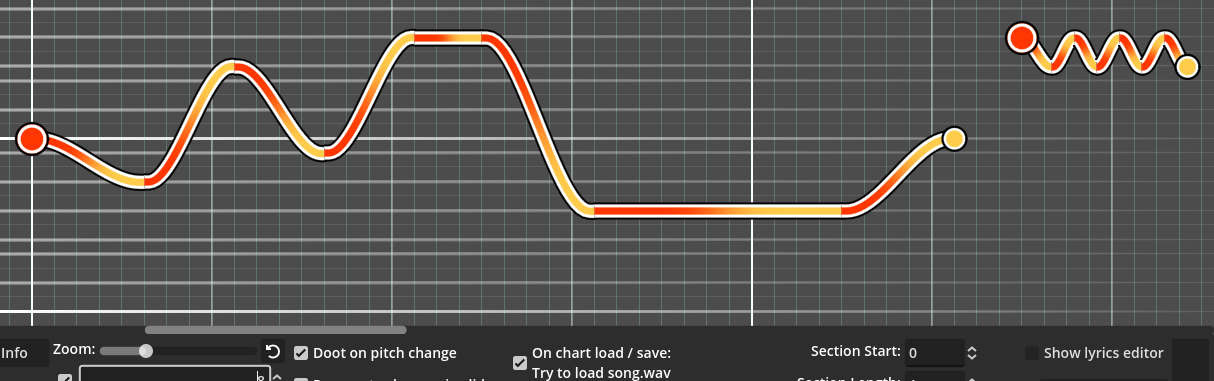 Info
Zoom:
Doot on pitch change
On chart load / save:
Try to load song.wav
Section Start: 0
Show lyrics editor